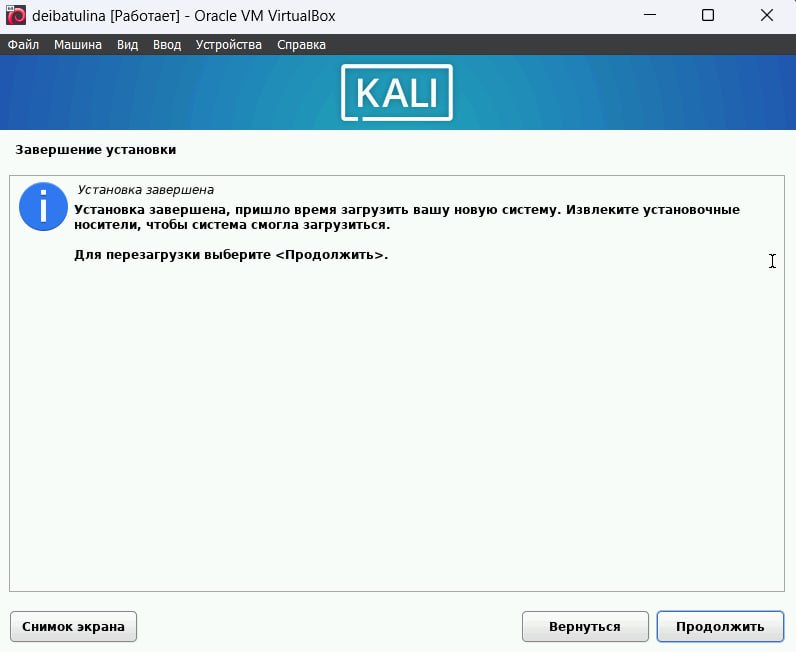 deibatulina [Работает] - Oracle VM VirtualBox
Файл Машина Вид Ввод Устройства Справка
KALI
Завершение установки
Установка завершена
Установка завершена, пришло время загрузить вашу новую систему. Извлеките установочные
носители, чтобы система смогла загрузиться.
Для перезагрузки выберите <Продолжить>.
Снимок экрана Вернуться Продолжить